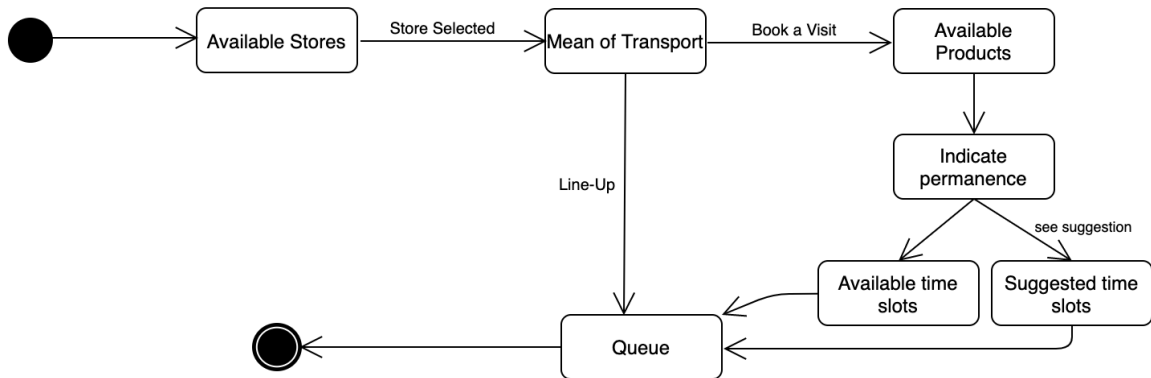 Available Stores
Store Selected
Mean of Transport
Book a Visit
Available
Products
Indicate
permanence
Line-Up
see suggestion
Available time
slots
Suggested time
slots
Queue